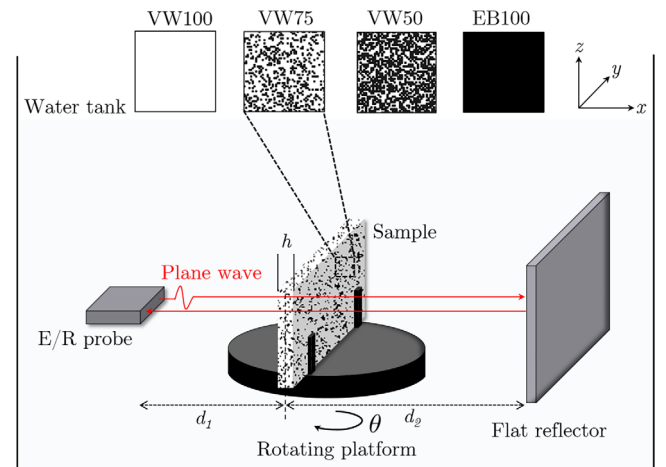 VW100 VW75 VW50 EB100
z
y
x
Water tank
Sample
h
Plane wave
E/R probe
d1
d2
θ
Flat reflector
Rotating platform